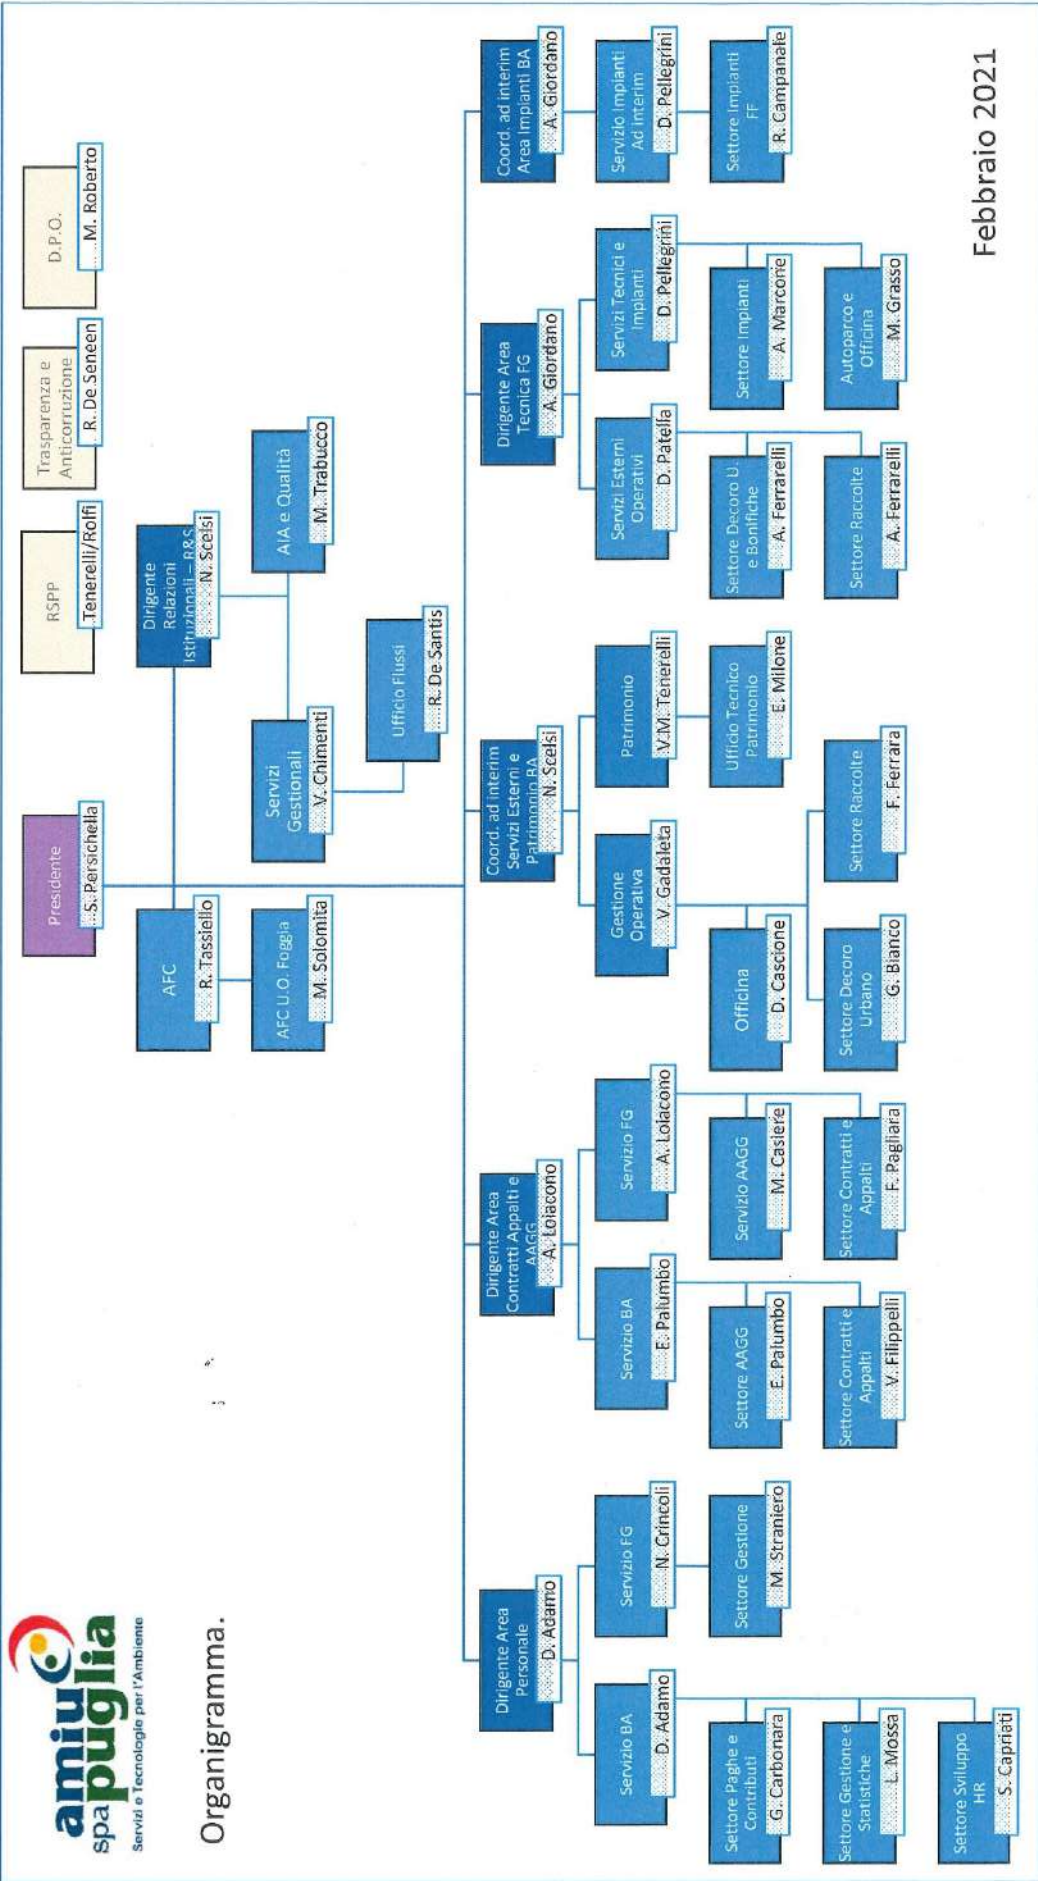 amiu
spa puglia
Servizi e Tecnologie per l'Ambiente
Organigramma.
Presidente
S. Persichella
RSPP
Tenerelli/Rolfi
Trasparenza e
Anticorruzione
R. De Seneen
D.P.O.
M. Roberto
AFC
R. Tassiello
Dirigente
Relazioni
Istituzionali – R&S
N. Scelsi
AFC U.O. Foggia
M. Solomita
Servizi
Gestionali
V. Chimenti
AIA e Qualità
M. Trabucco
Ufficio Flussi
R. De Santis
Dirigente Area
Personale
D. Adamo
Dirigente Area
Contratti Appalti e
AAGG
A. Loiacono
Coord. ad interim
Servizi Esterni e
Patrimonio BA
N. Scelsi
Dirigente Area
Tecnica FG
A. Giordano
Coord. ad interim
Area Impianti BA
A. Giordano
Servizio BA
D. Adamo
Servizio FG
N. Crincoli
Servizio BA
E. Palumbo
Servizio FG
A. Loiacono
Gestione
Operativa
V. Gadaleta
Patrimonio
V.M. Tenerelli
Servizi Esterni
Operativi
D. Patella
Servizi Tecnici e
Impianti
D. Pellegrini
Servizio Impianti
Ad interim
D. Pellegrini
Settore Paghe e
Contributi
G. Carbonara
Settore Gestione
M. Straniero
Settore AAGG
E. Palumbo
Servizio AAGG
M. Casiere
Officina
D. Cascione
Ufficio Tecnico
Patrimonio
E. Milone
Settore Decoro U.
e Bonifiche
A. Ferrarelli
Settore Impianti
A. Marcone
Settore Impianti
FF
R. Campanale
Settore Gestione e
Statistiche
L. Mossa
Settore Contratti e
Appalti
V. Filippelli
Settore Contratti e
Appalti
F. Pagliara
Settore Decoro
Urbano
G. Bianco
Settore Raccolte
F. Ferrara
Settore Raccolte
A. Ferrarelli
Autoparco e
Officina
M. Grasso
Settore Sviluppo
HR
S. Capriati
Febbraio 2021